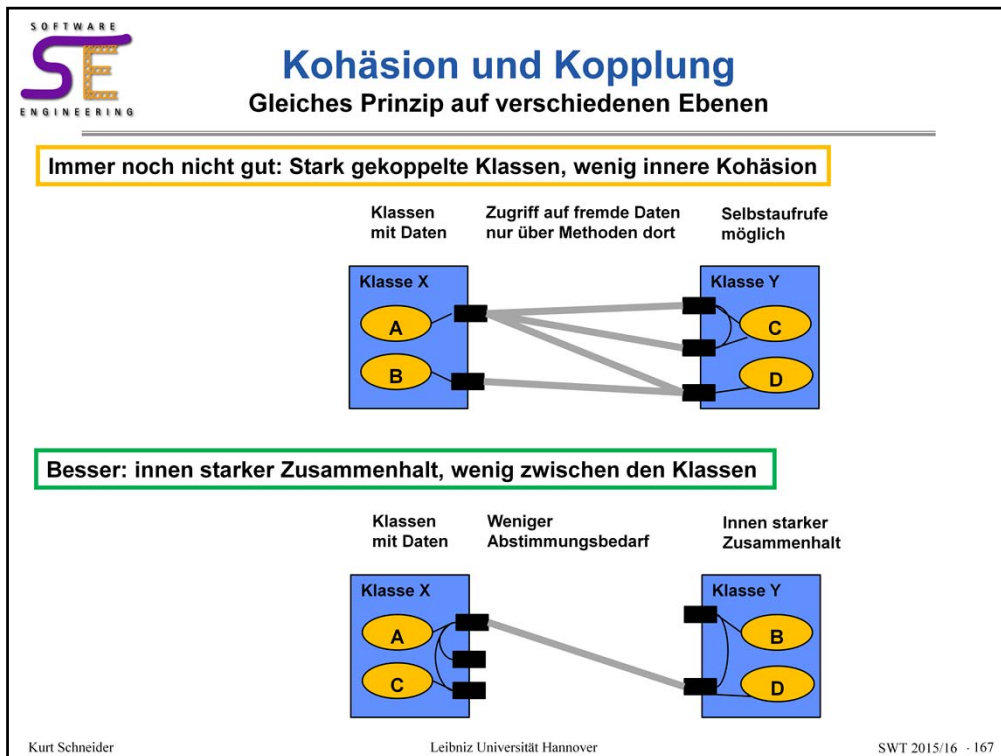 SOFTWARE
SE
ENGINEERING
Kohäsion und Kopplung
Gleiches Prinzip auf verschiedenen Ebenen
Immer noch nicht gut: Stark gekoppelte Klassen, wenig innere Kohäsion
Klassen mit Daten
Zugriff auf fremde Daten nur über Methoden dort
Selbstaufrufe möglich
Klasse X
A
B
Klasse Y
C
D
Besser: innen starker Zusammenhalt, wenig zwischen den Klassen
Klassen mit Daten
Weniger Abstimmungsbedarf
Innen starker Zusammenhalt
Klasse X
A
C
Klasse Y
B
D
Kurt Schneider
Leibniz Universität Hannover
SWT 2015/16 - 167